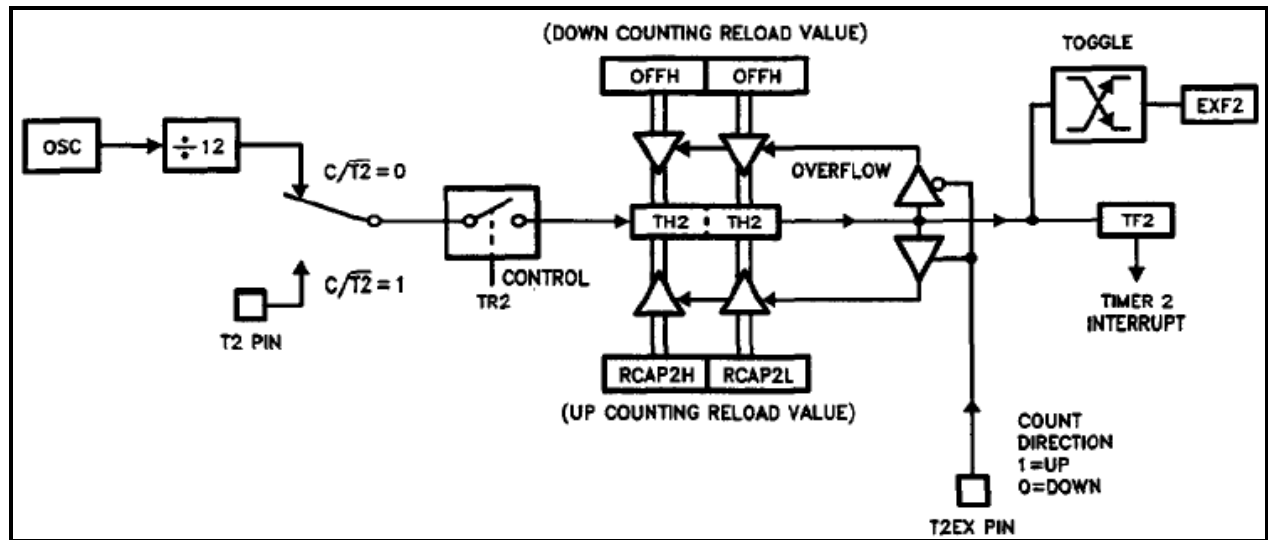 (DOWN COUNTING RELOAD VALUE)
OFFH OFFH
TOGGLE
EXF2
OSC
÷12
C/T2̅=0
OVERFLOW
TH2 TH2
TF2
C/T2̅=1
CONTROL
TR2
T2 PIN
TIMER 2
INTERRUPT
RCAP2H RCAP2L
(UP COUNTING RELOAD VALUE)
COUNT
DIRECTION
1=UP
0=DOWN
T2EX PIN